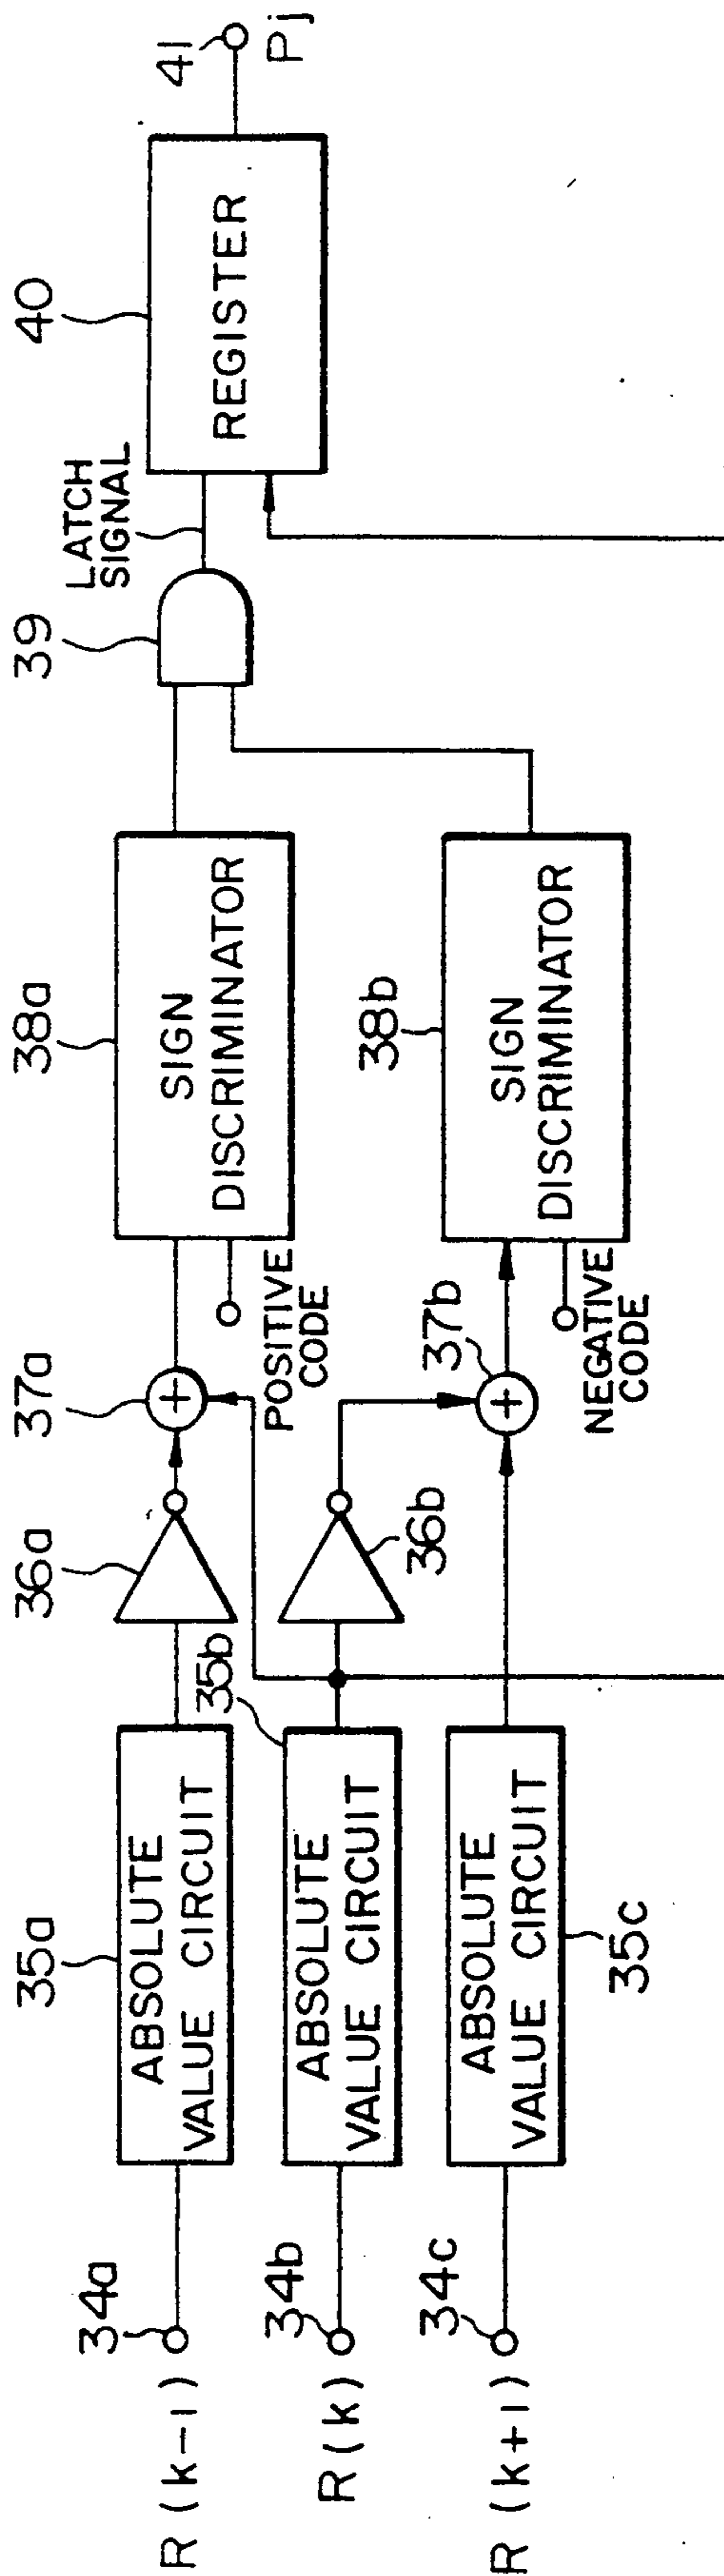 R (k-1)
34a
35a
ABSOLUTE
VALUE CIRCUIT
36a
37a
POSITIVE
CODE
38a
SIGN
DISCRIMINATOR
39
LATCH
SIGNAL
40
REGISTER
41
Pj
R (k)
34b
35b
ABSOLUTE
VALUE CIRCUIT
36b
37b
NEGATIVE
CODE
38b
SIGN
DISCRIMINATOR
R (k+1)
34c
ABSOLUTE
VALUE CIRCUIT
35c